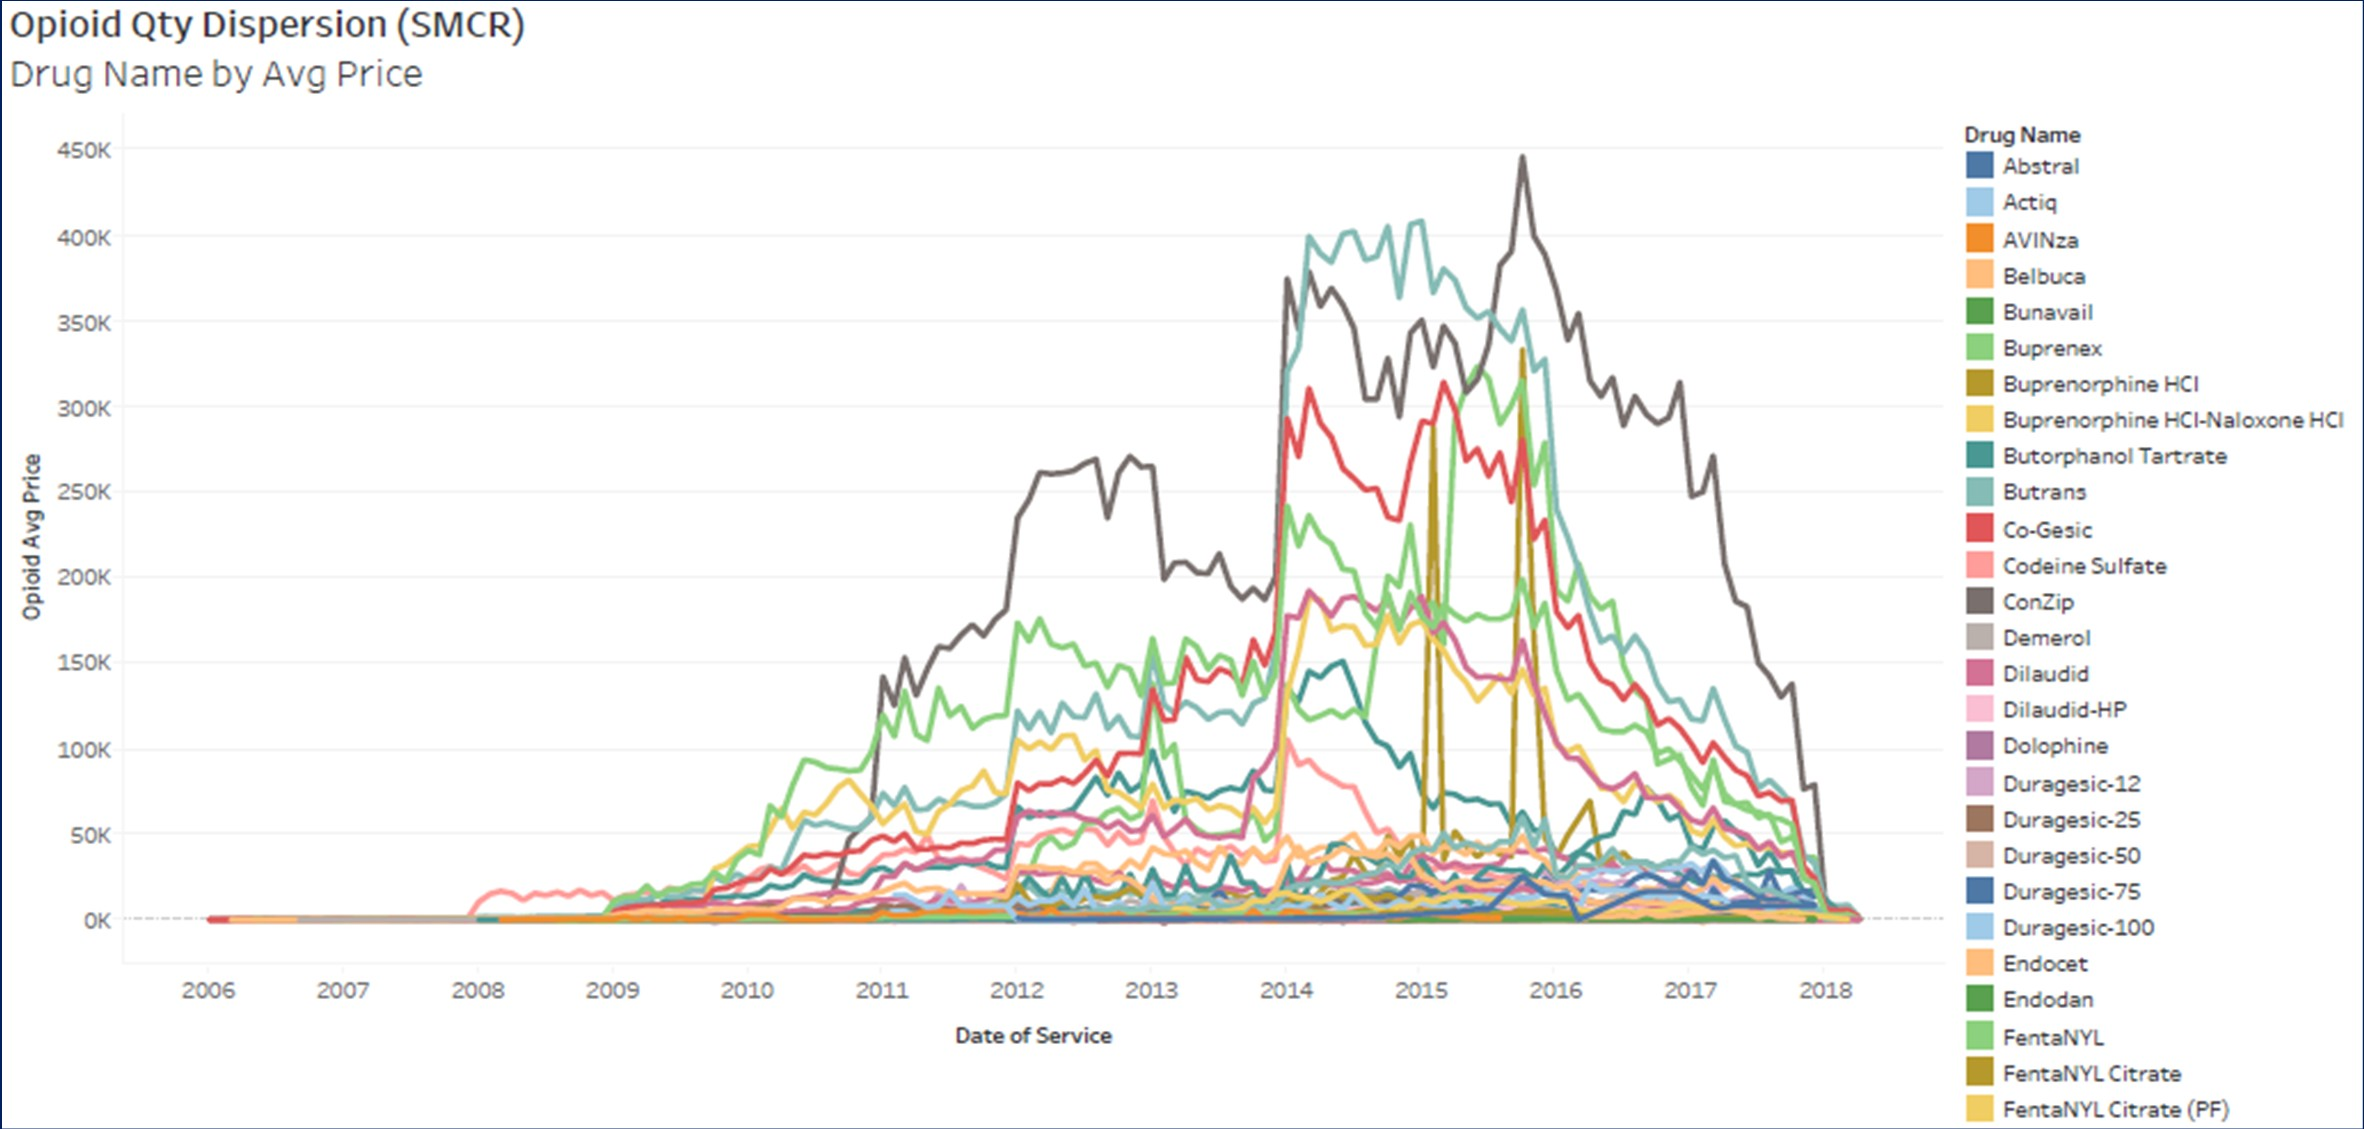 Opioid Qty Dispersion (SMCR)
Drug Name by Avg Price
450K
400K
350K
300K
250K
200K
150K
100K
50K
0K
Opioid Avg Price
2006 2007 2008 2009 2010 2011 2012 2013 2014 2015 2016 2017 2018
Date of Service
Drug Name
Abstral
Actiq
AVINza
Belbuca
Bunavail
Buprenex
Buprenorphine HCl
Buprenorphine HCl-Naloxone HCl
Butorphanol Tartrate
Butrans
Co-Gesic
Codeine Sulfate
ConZip
Demerol
Dilaudid
Dilaudid-HP
Dolophine
Duragesic-12
Duragesic-25
Duragesic-50
Duragesic-75
Duragesic-100
Endocet
Endodan
FentaNYL
FentaNYL Citrate
FentaNYL Citrate (PF)